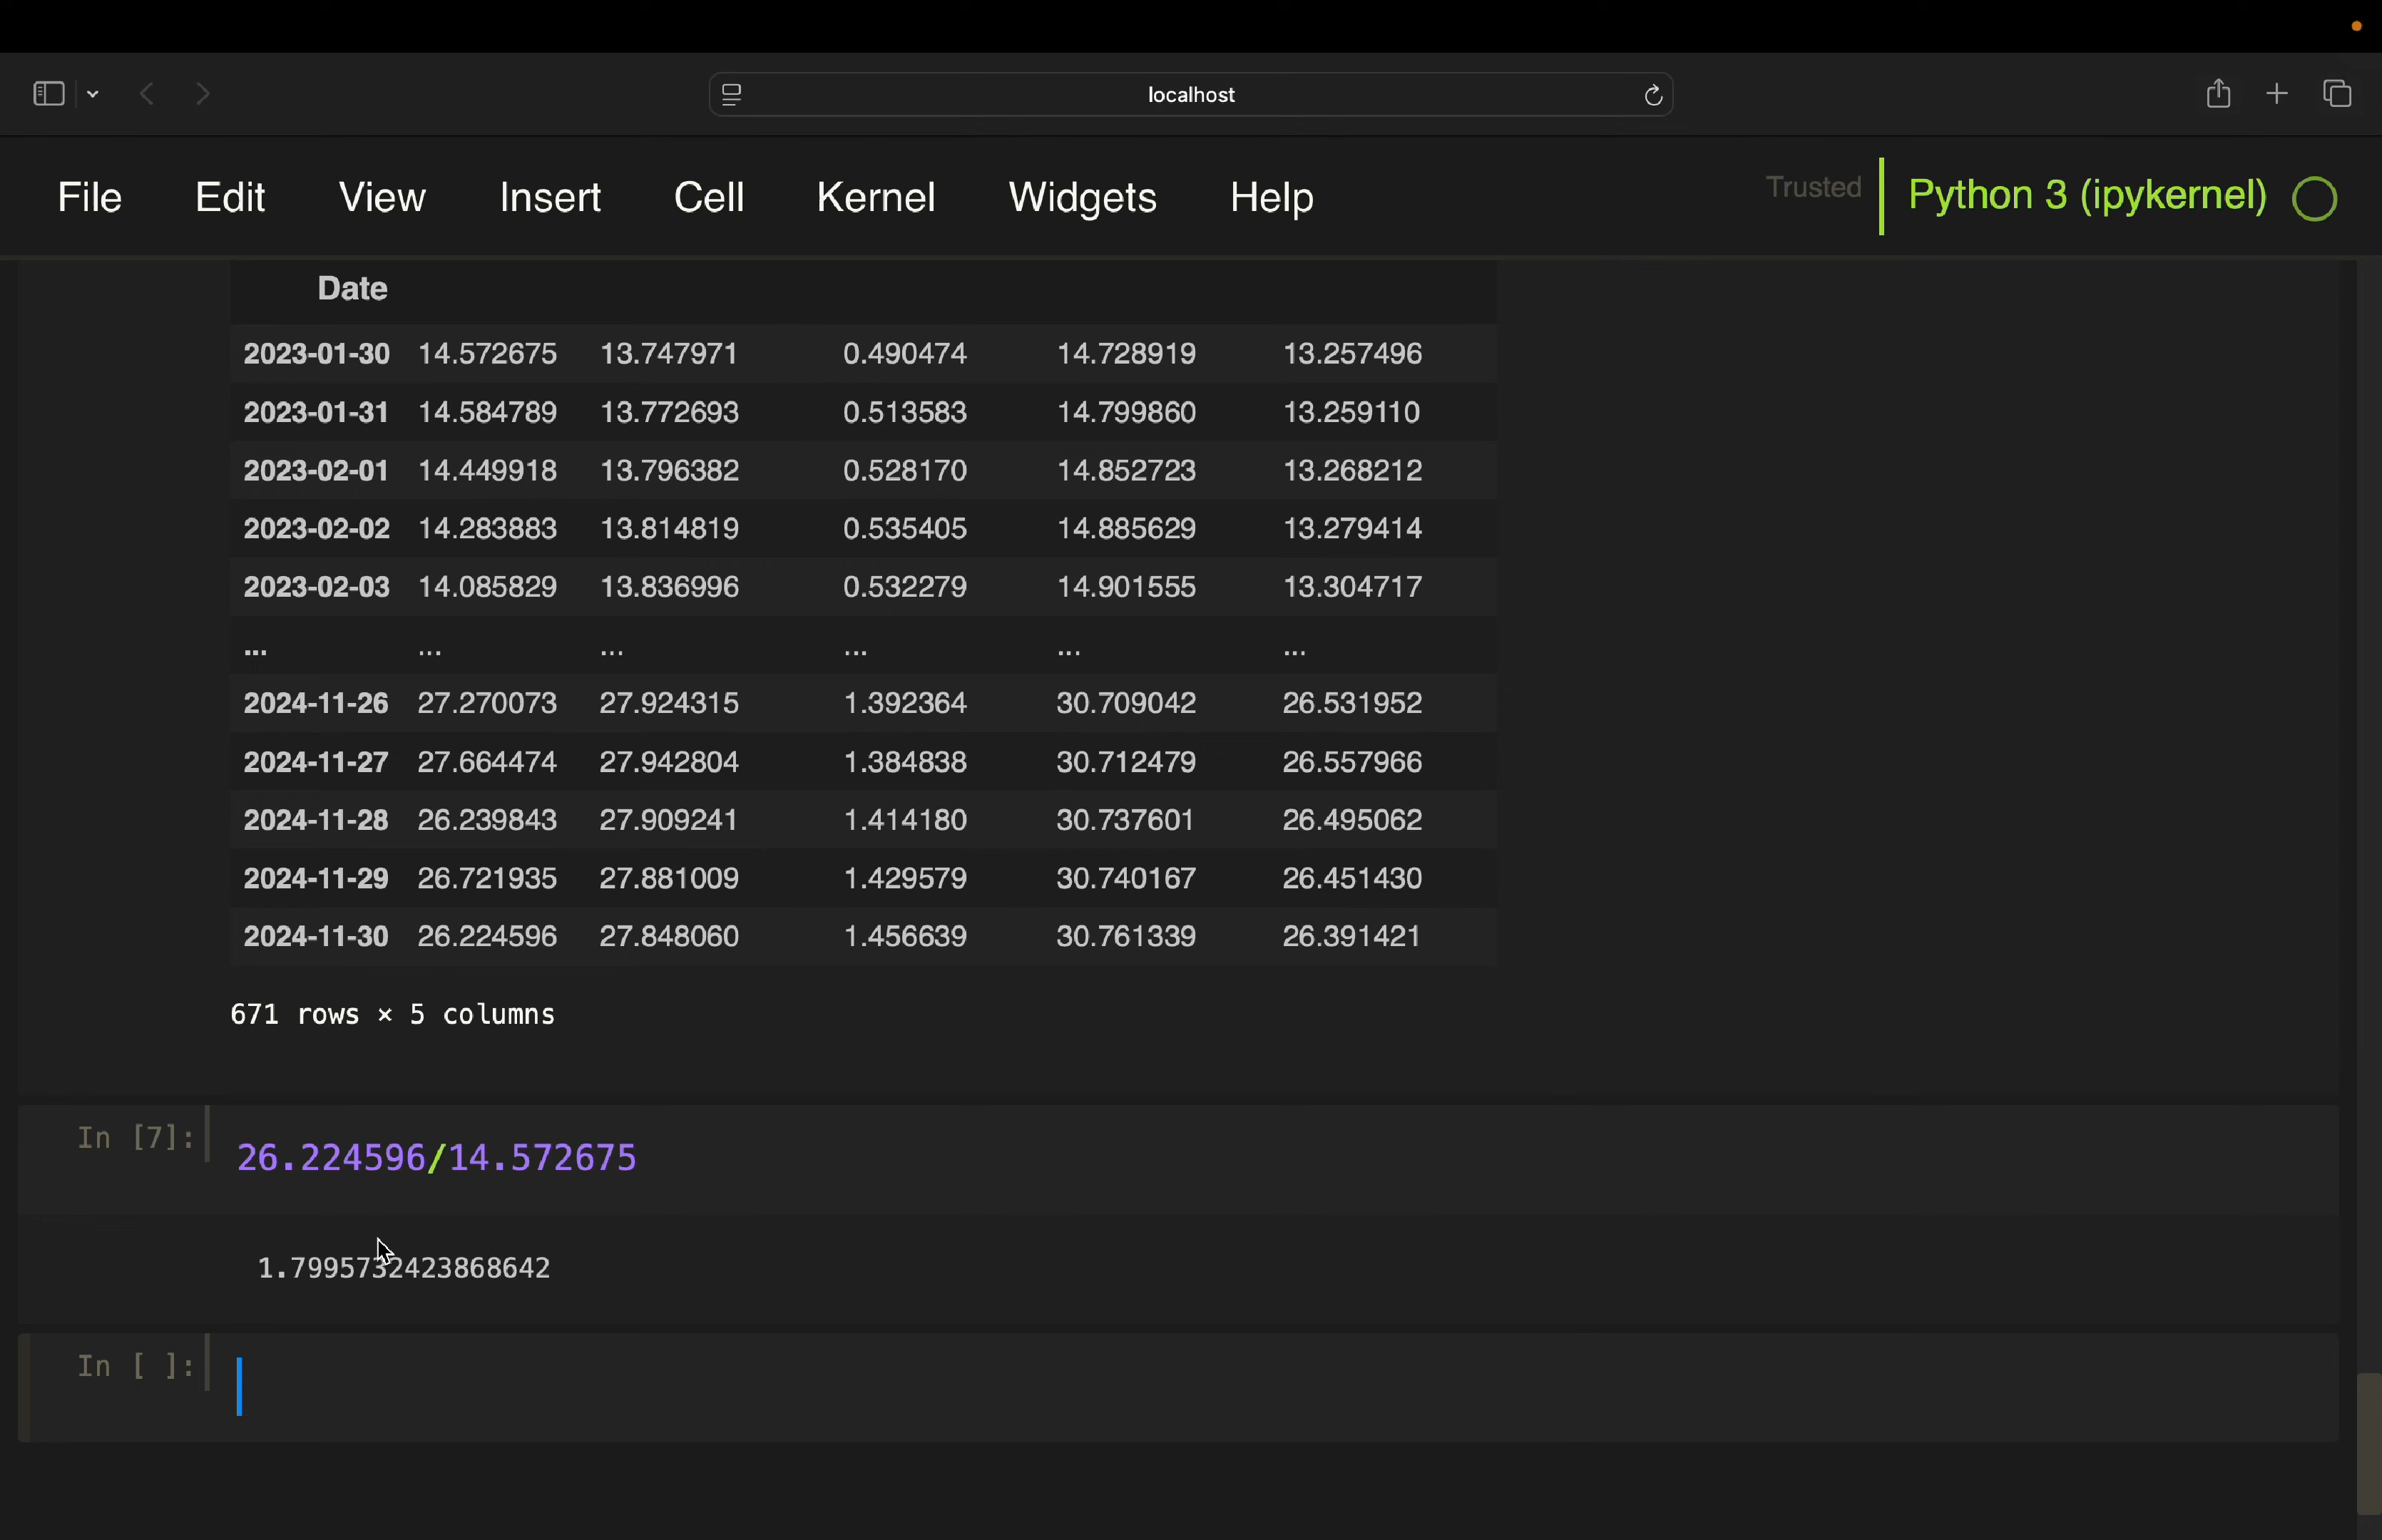 localhost
File Edit View Insert Cell Kernel Widgets Help Trusted Python 3 (ipykernel)
Date
2023-01-30 14.572675 13.747971 0.490474 14.728919 13.257496
2023-01-31 14.584789 13.772693 0.513583 14.799860 13.259110
2023-02-01 14.449918 13.796382 0.528170 14.852723 13.268212
2023-02-02 14.283883 13.814819 0.535405 14.885629 13.279414
2023-02-03 14.085829 13.836996 0.532279 14.901555 13.304717
... ... ... ... ... ...
2024-11-26 27.270073 27.924315 1.392364 30.709042 26.531952
2024-11-27 27.664474 27.942804 1.384838 30.712479 26.557966
2024-11-28 26.239843 27.909241 1.414180 30.737601 26.495062
2024-11-29 26.721935 27.881009 1.429579 30.740167 26.451430
2024-11-30 26.224596 27.848060 1.456639 30.761339 26.391421
671 rows × 5 columns
In [7]: 26.224596/14.572675
1.7995732423868642
In [ ]: